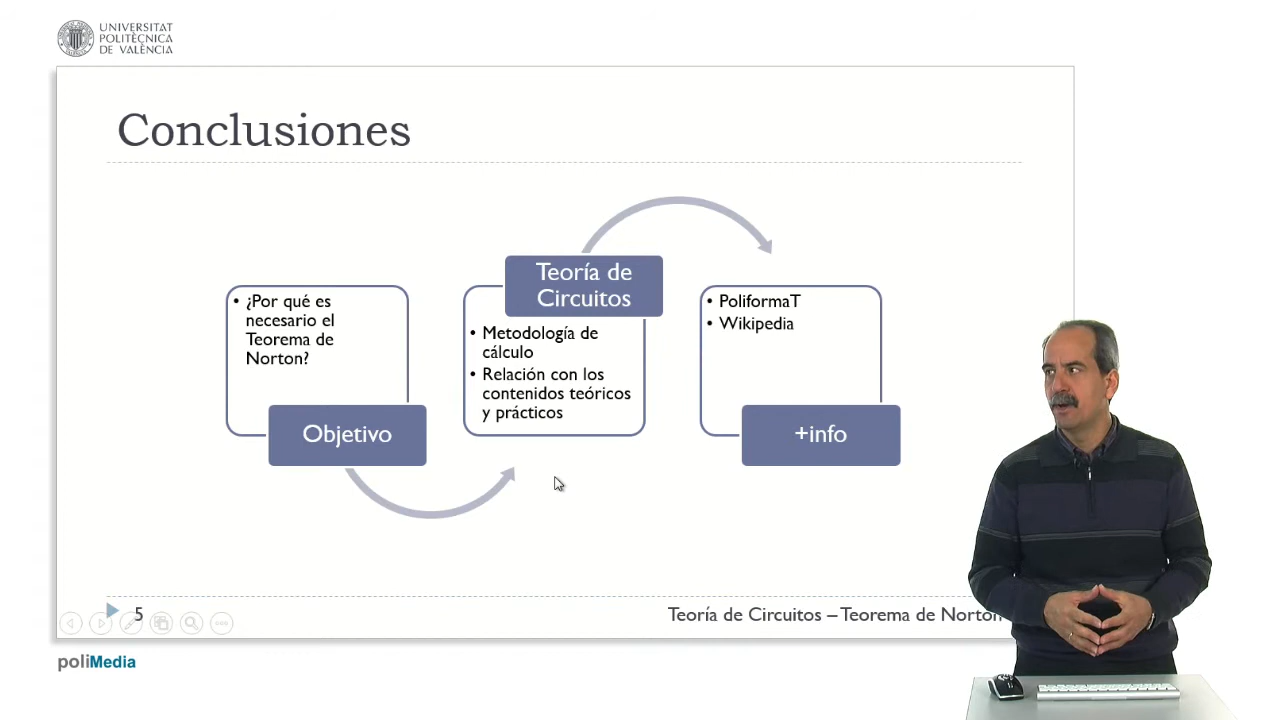 UNIVERSITAT
POLITÈCNICA
DE VALÈNCIA
Conclusiones
• ¿Por qué es
necesario el
Teorema de
Norton?
Objetivo
Teoría de
Circuitos
• Metodología de
cálculo
• Relación con los
contenidos teóricos
y prácticos
• PoliformaT
• Wikipedia
+info
5
Teoría de Circuitos – Teorema de Norton
poliMedia